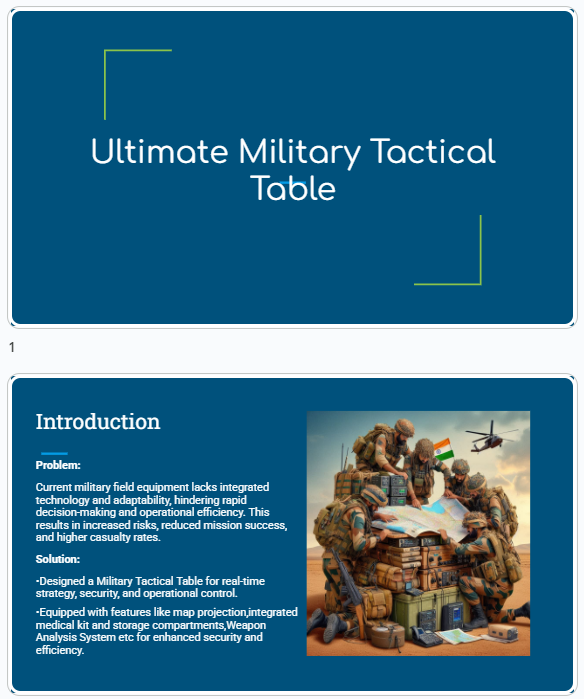 Ultimate Military Tactical
Table
1
Introduction
Problem:
Current military field equipment lacks integrated
technology and adaptability, hindering rapid
decision-making and operational efficiency. This
results in increased risks, reduced mission success,
and higher casualty rates.
Solution:
•Designed a Military Tactical Table for real-time
strategy, security, and operational control.
•Equipped with features like map projection,integrated
medical kit and storage compartments,Weapon
Analysis System etc for enhanced security and
efficiency.